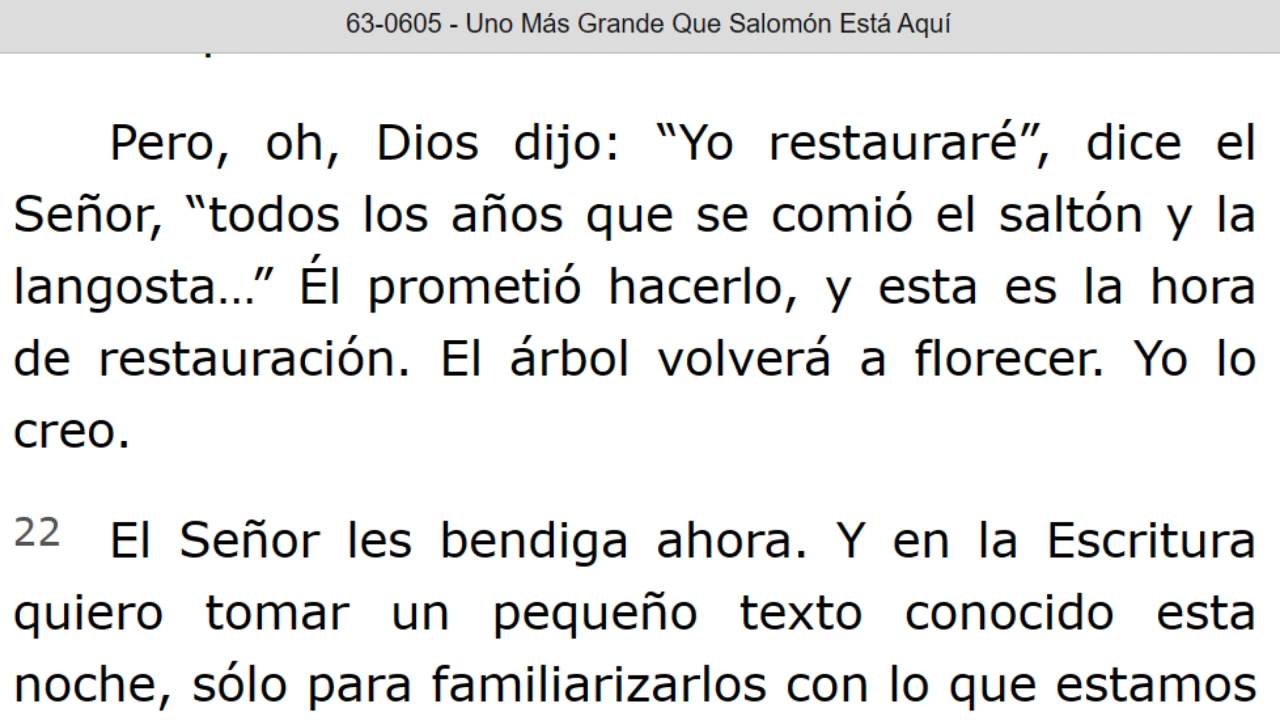 63-0605 - Uno Más Grande Que Salomón Está Aquí
Pero, oh, Dios dijo: “Yo restauraré”, dice el
Señor, “todos los años que se comió el saltón y la
langosta…” Él prometió hacerlo, y esta es la hora
de restauración. El árbol volverá a florecer. Yo lo
creo.
22 El Señor les bendiga ahora. Y en la Escritura
quiero tomar un pequeño texto conocido esta
noche, sólo para familiarizarlos con lo que estamos